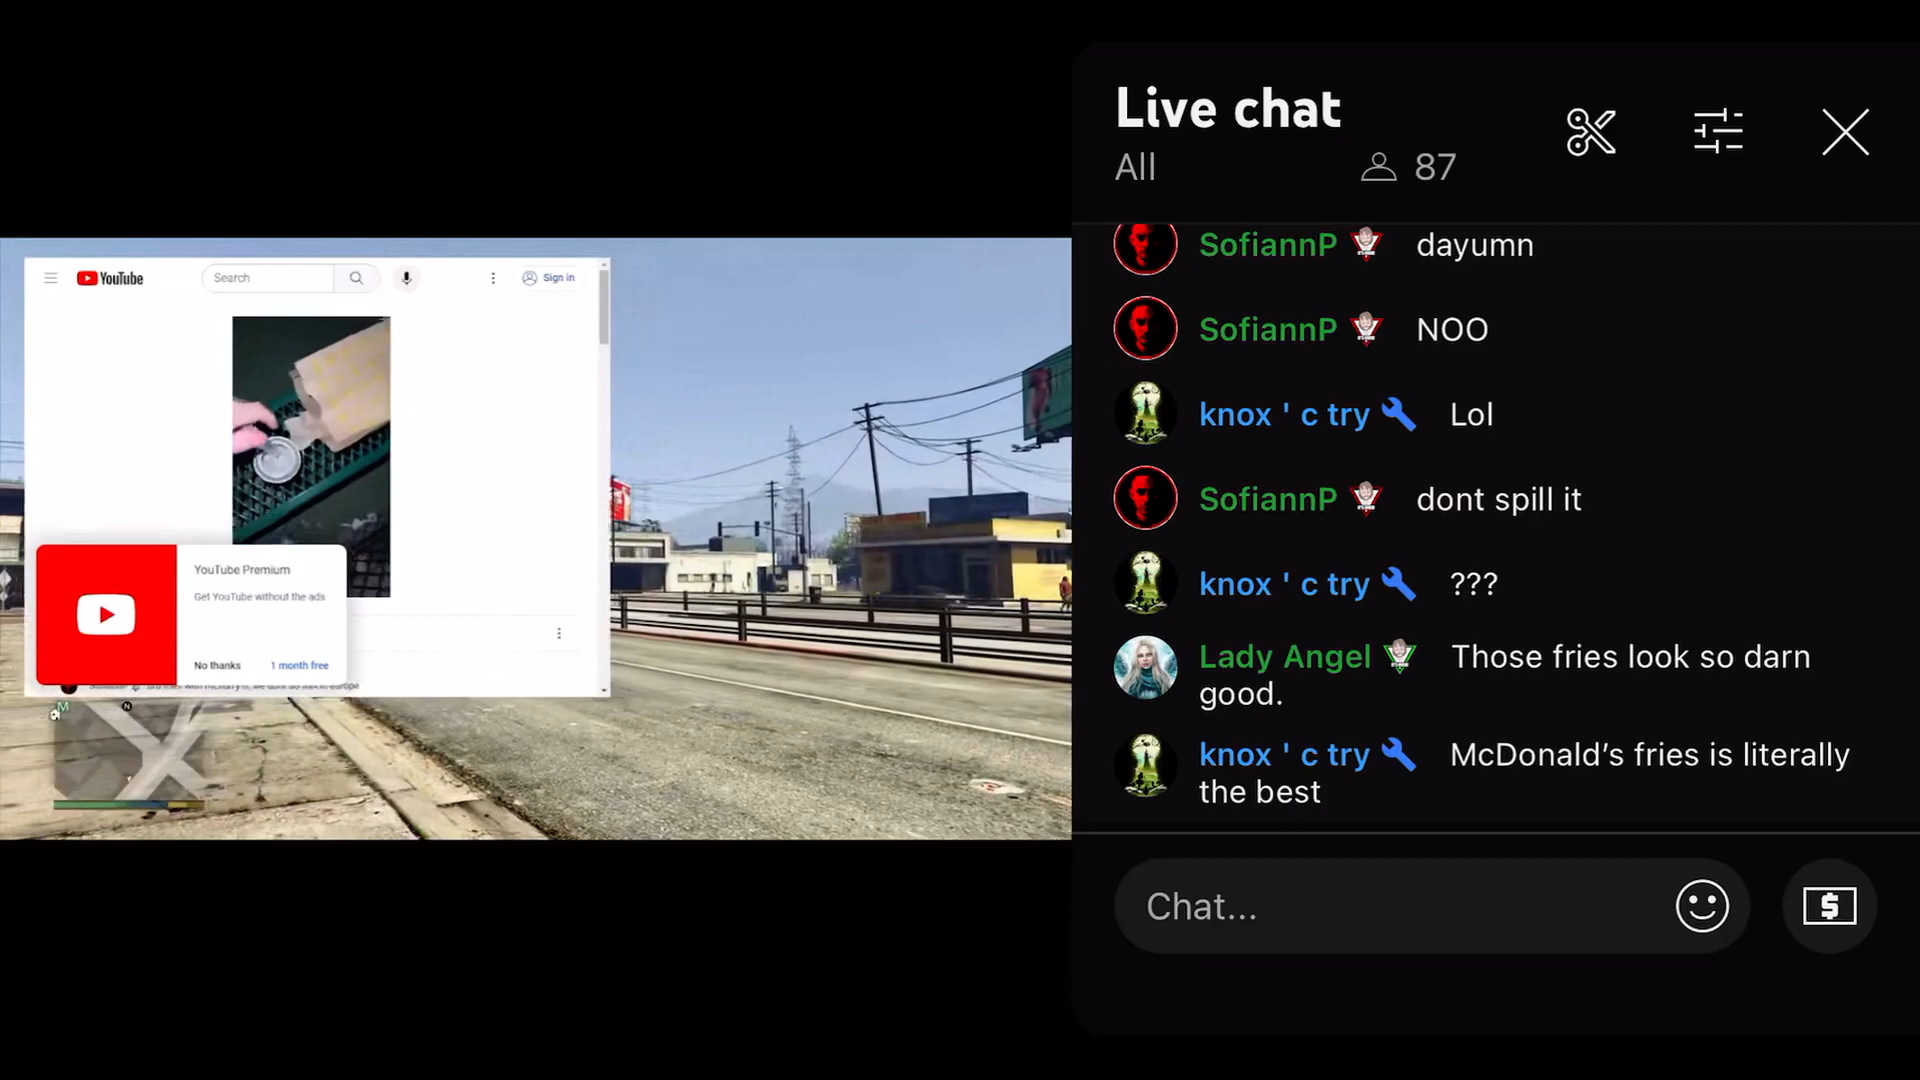 YouTube
Search
Sign in
YouTube Premium
Get YouTube without the ads
No thanks
1 month free
M
N
Live chat
All
87
SofiannP dayumn
SofiannP NOO
knox ' c try Lol
SofiannP dont spill it
knox ' c try ???
Lady Angel Those fries look so darn
good.
knox ' c try McDonald’s fries is literally
the best
Chat...